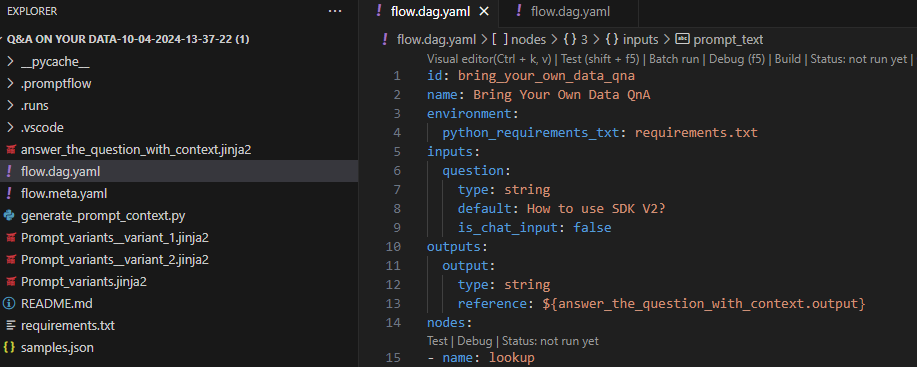 EXPLORER
Q&A ON YOUR DATA-10-04-2024-13-37-22 (1)
__pycache__
.promptflow
.runs
.vscode
answer_the_question_with_context.jinja2
flow.dag.yaml
flow.meta.yaml
generate_prompt_context.py
Prompt_variants__variant_1.jinja2
Prompt_variants__variant_2.jinja2
Prompt_variants.jinja2
README.md
requirements.txt
samples.json
flow.dag.yaml
flow.dag.yaml
flow.dag.yaml > [ ] nodes > {} 3 > {} inputs > prompt_text
Visual editor(Ctrl + k, v) | Test (shift + f5) | Batch run | Debug (f5) | Build | Status: not run yet |
1 id: bring_your_own_data_qna
2 name: Bring Your Own Data QnA
3 environment:
4 python_requirements_txt: requirements.txt
5 inputs:
6 question:
7 type: string
8 default: How to use SDK V2?
9 is_chat_input: false
10 outputs:
11 output:
12 type: string
13 reference: ${answer_the_question_with_context.output}
14 nodes:
Test | Debug | Status: not run yet
15 - name: lookup